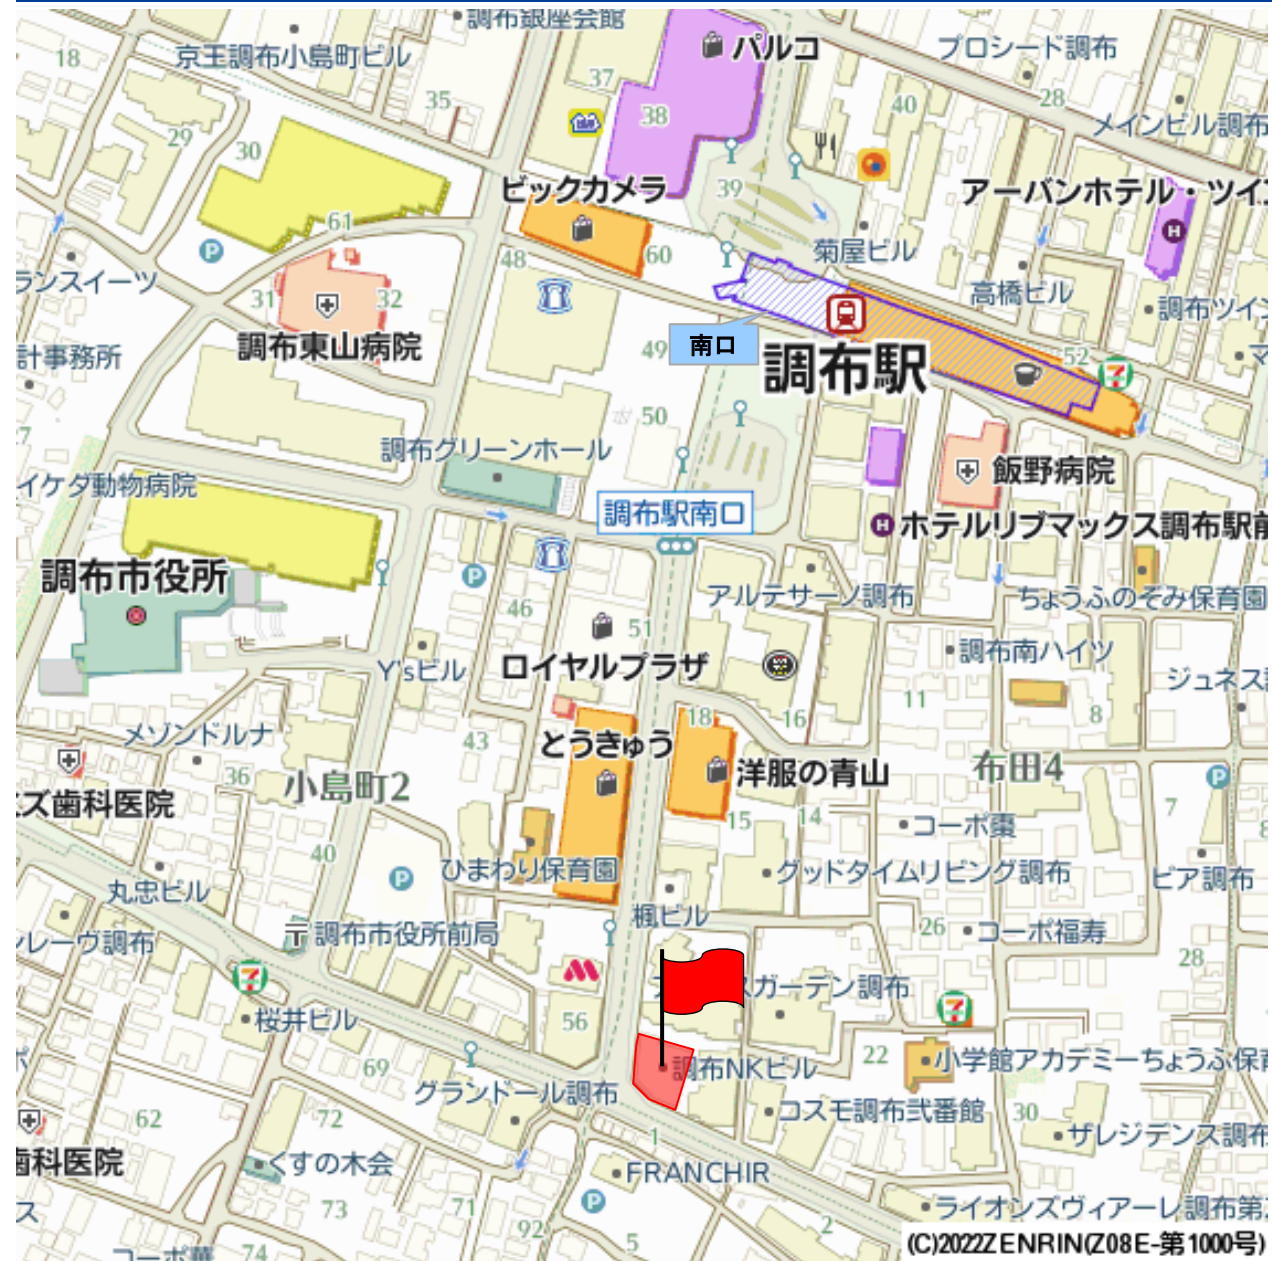 調布銀座会館
パルコ
プロシード調布
18
京王調布小島町ビル
37
35
38
40
28
メインビル調布
29
30
ビックカメラ
39
アーバンホテル・ツイン
61
P
H
48
60
菊屋ビル
ランスイーツ
31
32
高橋ビル
調布ツイン
調布東山病院
計事務所
49
南口
調布駅
52
7
マ
50
調布グリーンホール
飯野病院
イケダ動物病院
調布駅南口
H
ホテルリブマックス調布駅前
調布市役所
P
アルテサーノ調布
ちょうふのぞみ保育園
46
51
ロイヤルプラザ
調布南ハイツ
Y'sビル
ジュネス
11
8
18
16
メゾンドルナ
43
とうきゅう
36
小島町2
洋服の青山
布田4
P
ズ歯科医院
7
15
14
コーポ棗
8
40
P
ひまわり保育園
グッドタイムリビング調布
ピア調布
丸忠ビル
楓ビル
26
コーポ福寿
レーヴ調布
調布市役所前局
28
7
スガーデン調布
7
桜井ビル
56
69
調布NKビル
22
小学館アカデミーちょうふ保育
グランドール調布
コスモ調布弐番館
30
62
72
1
ザレジデンス調布
歯科医院
くすの木会
FRANCHIR
ス
73
71
92
P
5
2
ライオンズヴィアーレ調布第
コーポ華
74
(C)2022ZENRIN(Z08E-第1000号)